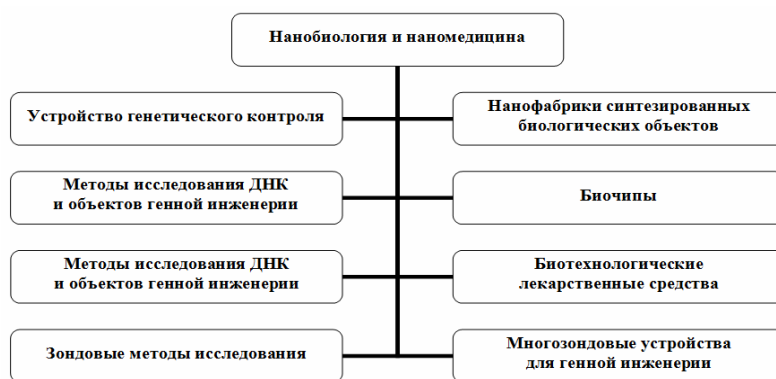 Нанобиология и наномедицина
Устройство генетического контроля
Нанофабрики синтезированных
биологических объектов
Методы исследования ДНК
и объектов генной инженерии
Биочипы
Методы исследования ДНК
и объектов генной инженерии
Биотехнологические
лекарственные средства
Зондовые методы исследования
Многозондовые устройства
для генной инженерии